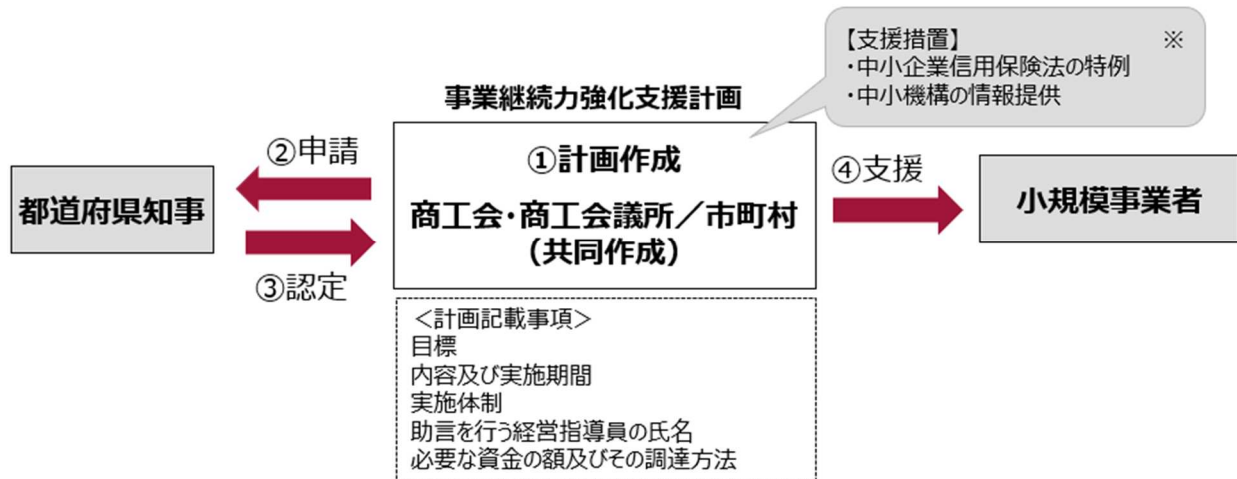 【支援措置】 ※
・中小企業信用保険法の特例
・中小機構の情報提供
事業継続力強化支援計画
②申請
①計画作成
④支援
都道府県知事
商工会・商工会議所／市町村
（共同作成）
小規模事業者
③認定
＜計画記載事項＞
目標
内容及び実施期間
実施体制
助言を行う経営指導員の氏名
必要な資金の額及びその調達方法